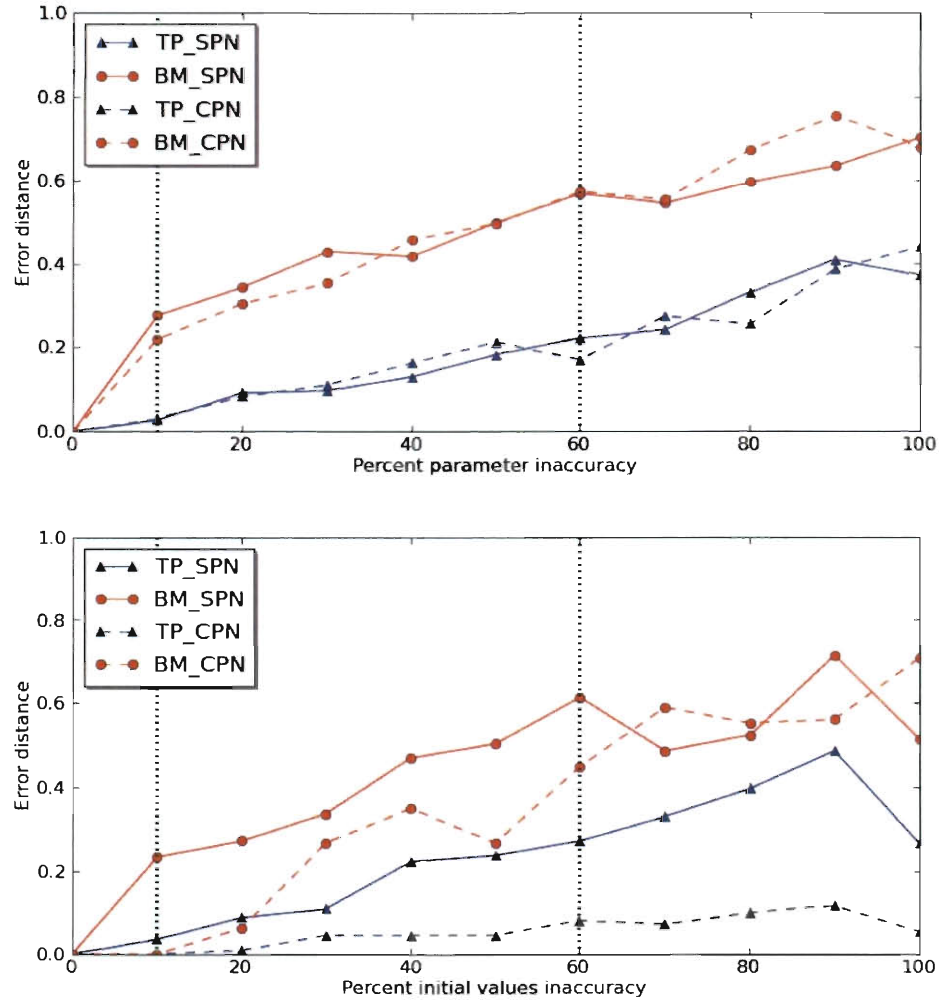 1.0
0.8
0.6
0.4
0.2
0.0
Error distance
TP_SPN
BM_SPN
TP_CPN
BM_CPN
0 20 40 60 80 100
Percent parameter inaccuracy
1.0
0.8
0.6
0.4
0.2
0.0
Error distance
TP_SPN
BM_SPN
TP_CPN
BM_CPN
0 20 40 60 80 100
Percent initial values inaccuracy